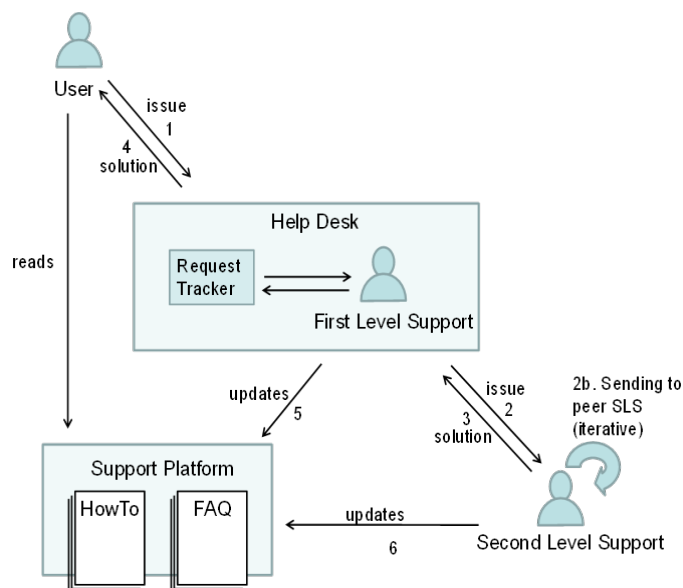 User
issue
1
4
solution
Help Desk
reads
Request
Tracker
First Level Support
updates
5
issue
2
3
solution
2b. Sending to
peer SLS
(iterative)
Support Platform
HowTo
FAQ
updates
6
Second Level Support